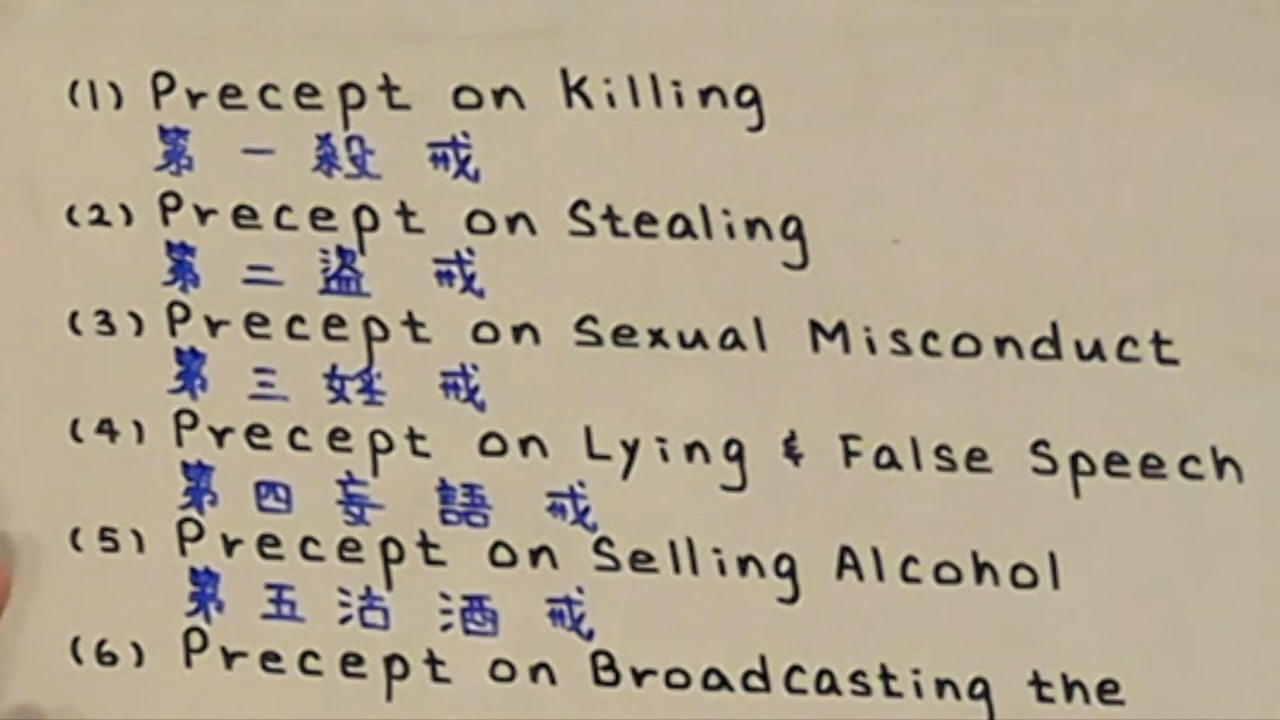 (1) Precept on Killing
第一殺戒
(2) Precept on Stealing
第二盜戒
(3) Precept on Sexual Misconduct
第三婬戒
(4) Precept on Lying & False Speech
第四妄語戒
(5) Precept on Selling Alcohol
第五沽酒戒
(6) Precept on Broadcasting the